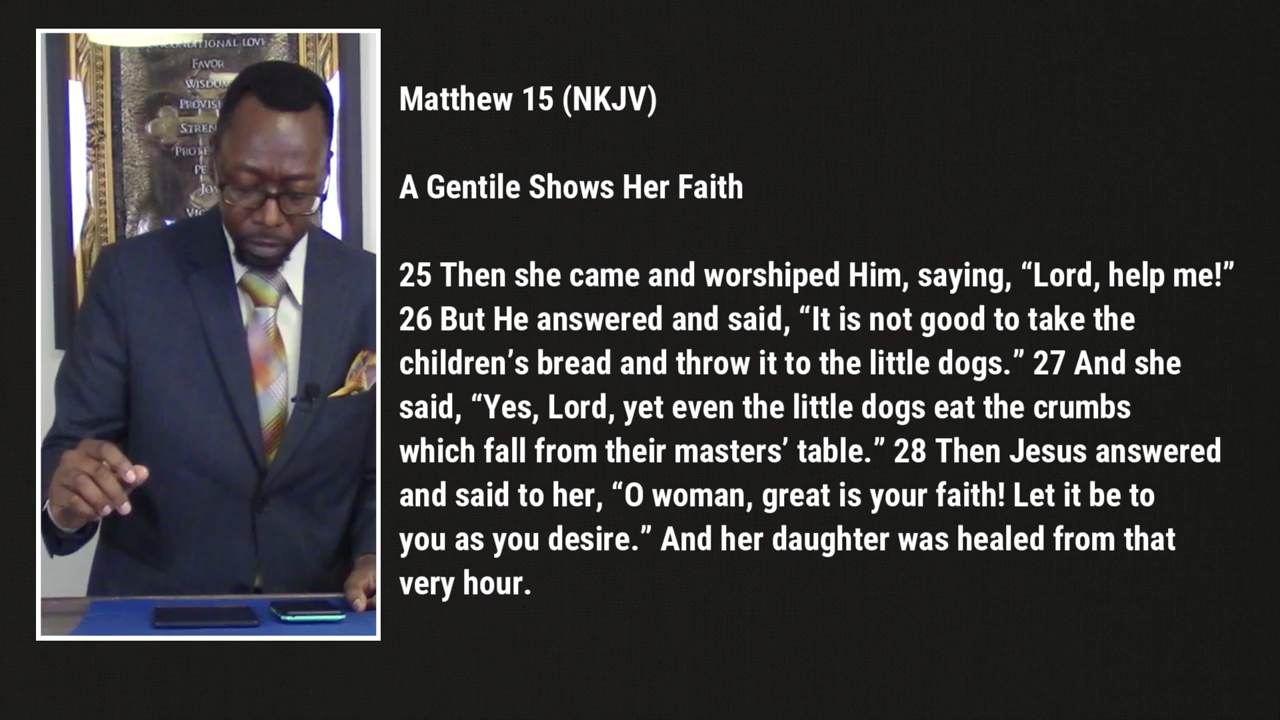 CONDITIONAL LOVE
FAVOR
WISDOM
Matthew 15 (NKJV)
A Gentile Shows Her Faith
25 Then she came and worshiped Him, saying, “Lord, help me!”
26 But He answered and said, “It is not good to take the
children’s bread and throw it to the little dogs.” 27 And she
said, “Yes, Lord, yet even the little dogs eat the crumbs
which fall from their masters’ table.” 28 Then Jesus answered
and said to her, “O woman, great is your faith! Let it be to
you as you desire.” And her daughter was healed from that
very hour.